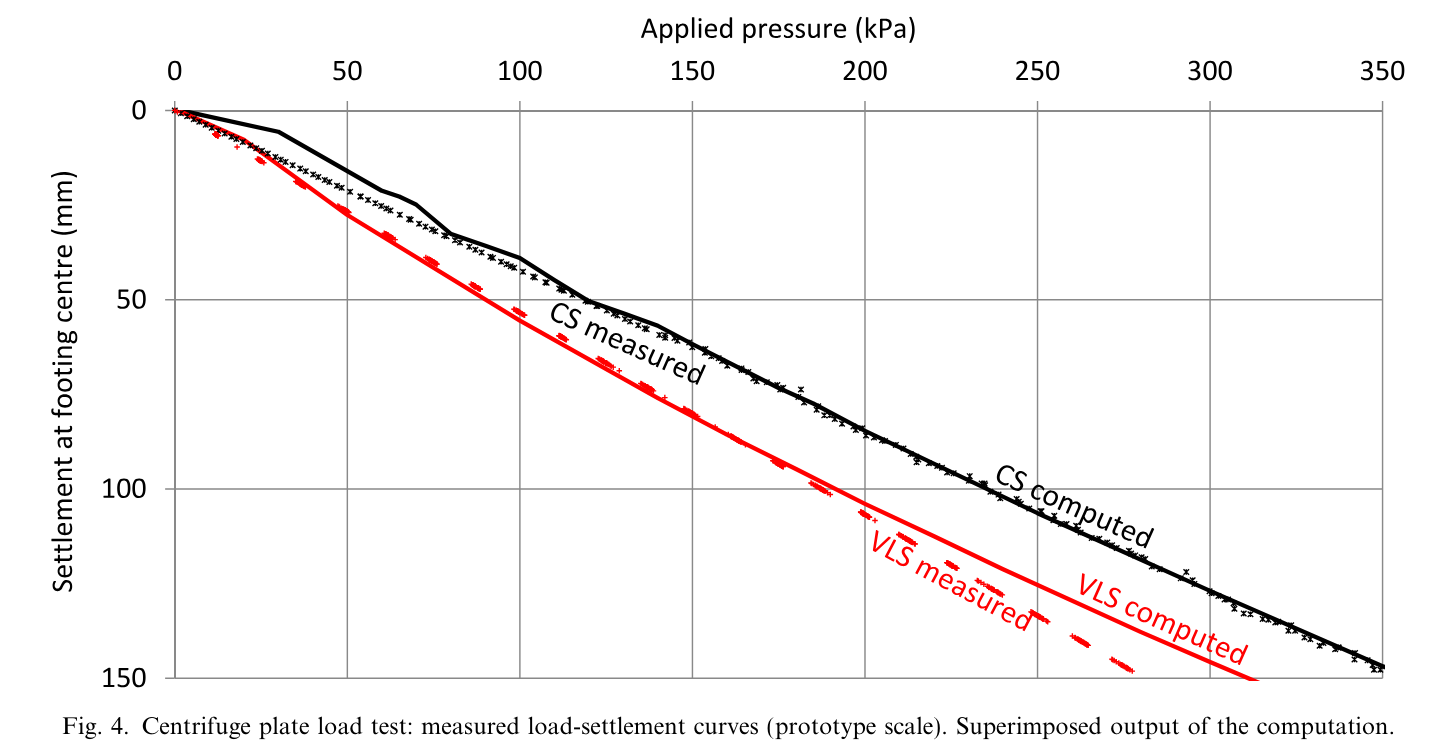 Applied pressure (kPa)
0 50 100 150 200 250 300 350
0
50
100
150
Settlement at footing centre (mm)
CS measured
CS computed
VLS measured
VLS computed
Fig. 4. Centrifuge plate load test: measured load-settlement curves (prototype scale). Superimposed output of the computation.